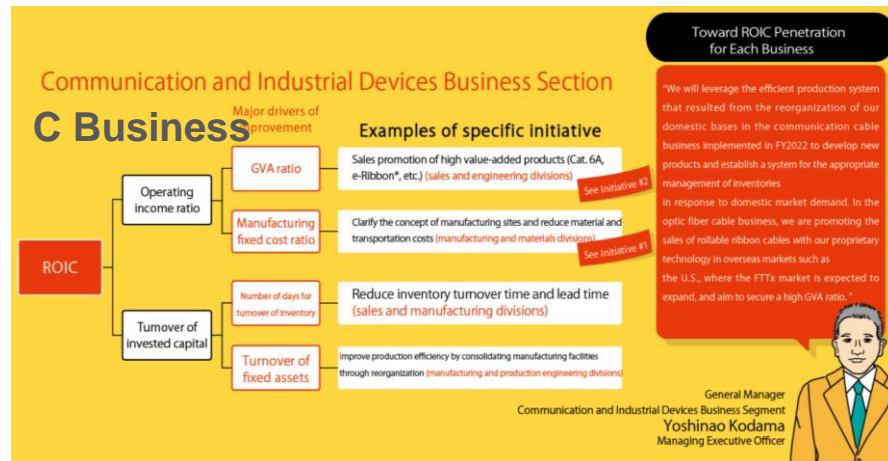 Toward ROIC Penetration
for Each Business
Communication and Industrial Devices Business Section
C Business
Major drivers of
improvement
Examples of specific initiative
ROIC
Operating
income ratio
GVA ratio
Sales promotion of high value-added products (Cat. 6A,
e-Ribbon*, etc.) (sales and engineering divisions)
See Initiative #2
Manufacturing
fixed cost ratio
Clarify the concept of manufacturing sites and reduce material and
transportation costs (manufacturing and materials divisions)
See Initiative #1
Turnover of
invested capital
Number of days for
turnover of inventory
Reduce inventory turnover time and lead time
(sales and manufacturing divisions)
Turnover of
fixed assets
Improve production efficiency by consolidating manufacturing facilities
through reorganization (manufacturing and production engineering divisions)
"We will leverage the efficient production system
that resulted from the reorganization of our
domestic bases in the communication cable
business implemented in FY2022 to develop new
products and establish a system for the appropriate
management of inventories
in response to domestic market demand. In the
optic fiber cable business, we are promoting the
sales of rollable ribbon cables with our proprietary
technology in overseas markets such as
the U.S., where the FTTx market is expected to
expand, and aim to secure a high GVA ratio. "
General Manager
Communication and Industrial Devices Business Segment
Yoshinao Kodama
Managing Executive Officer